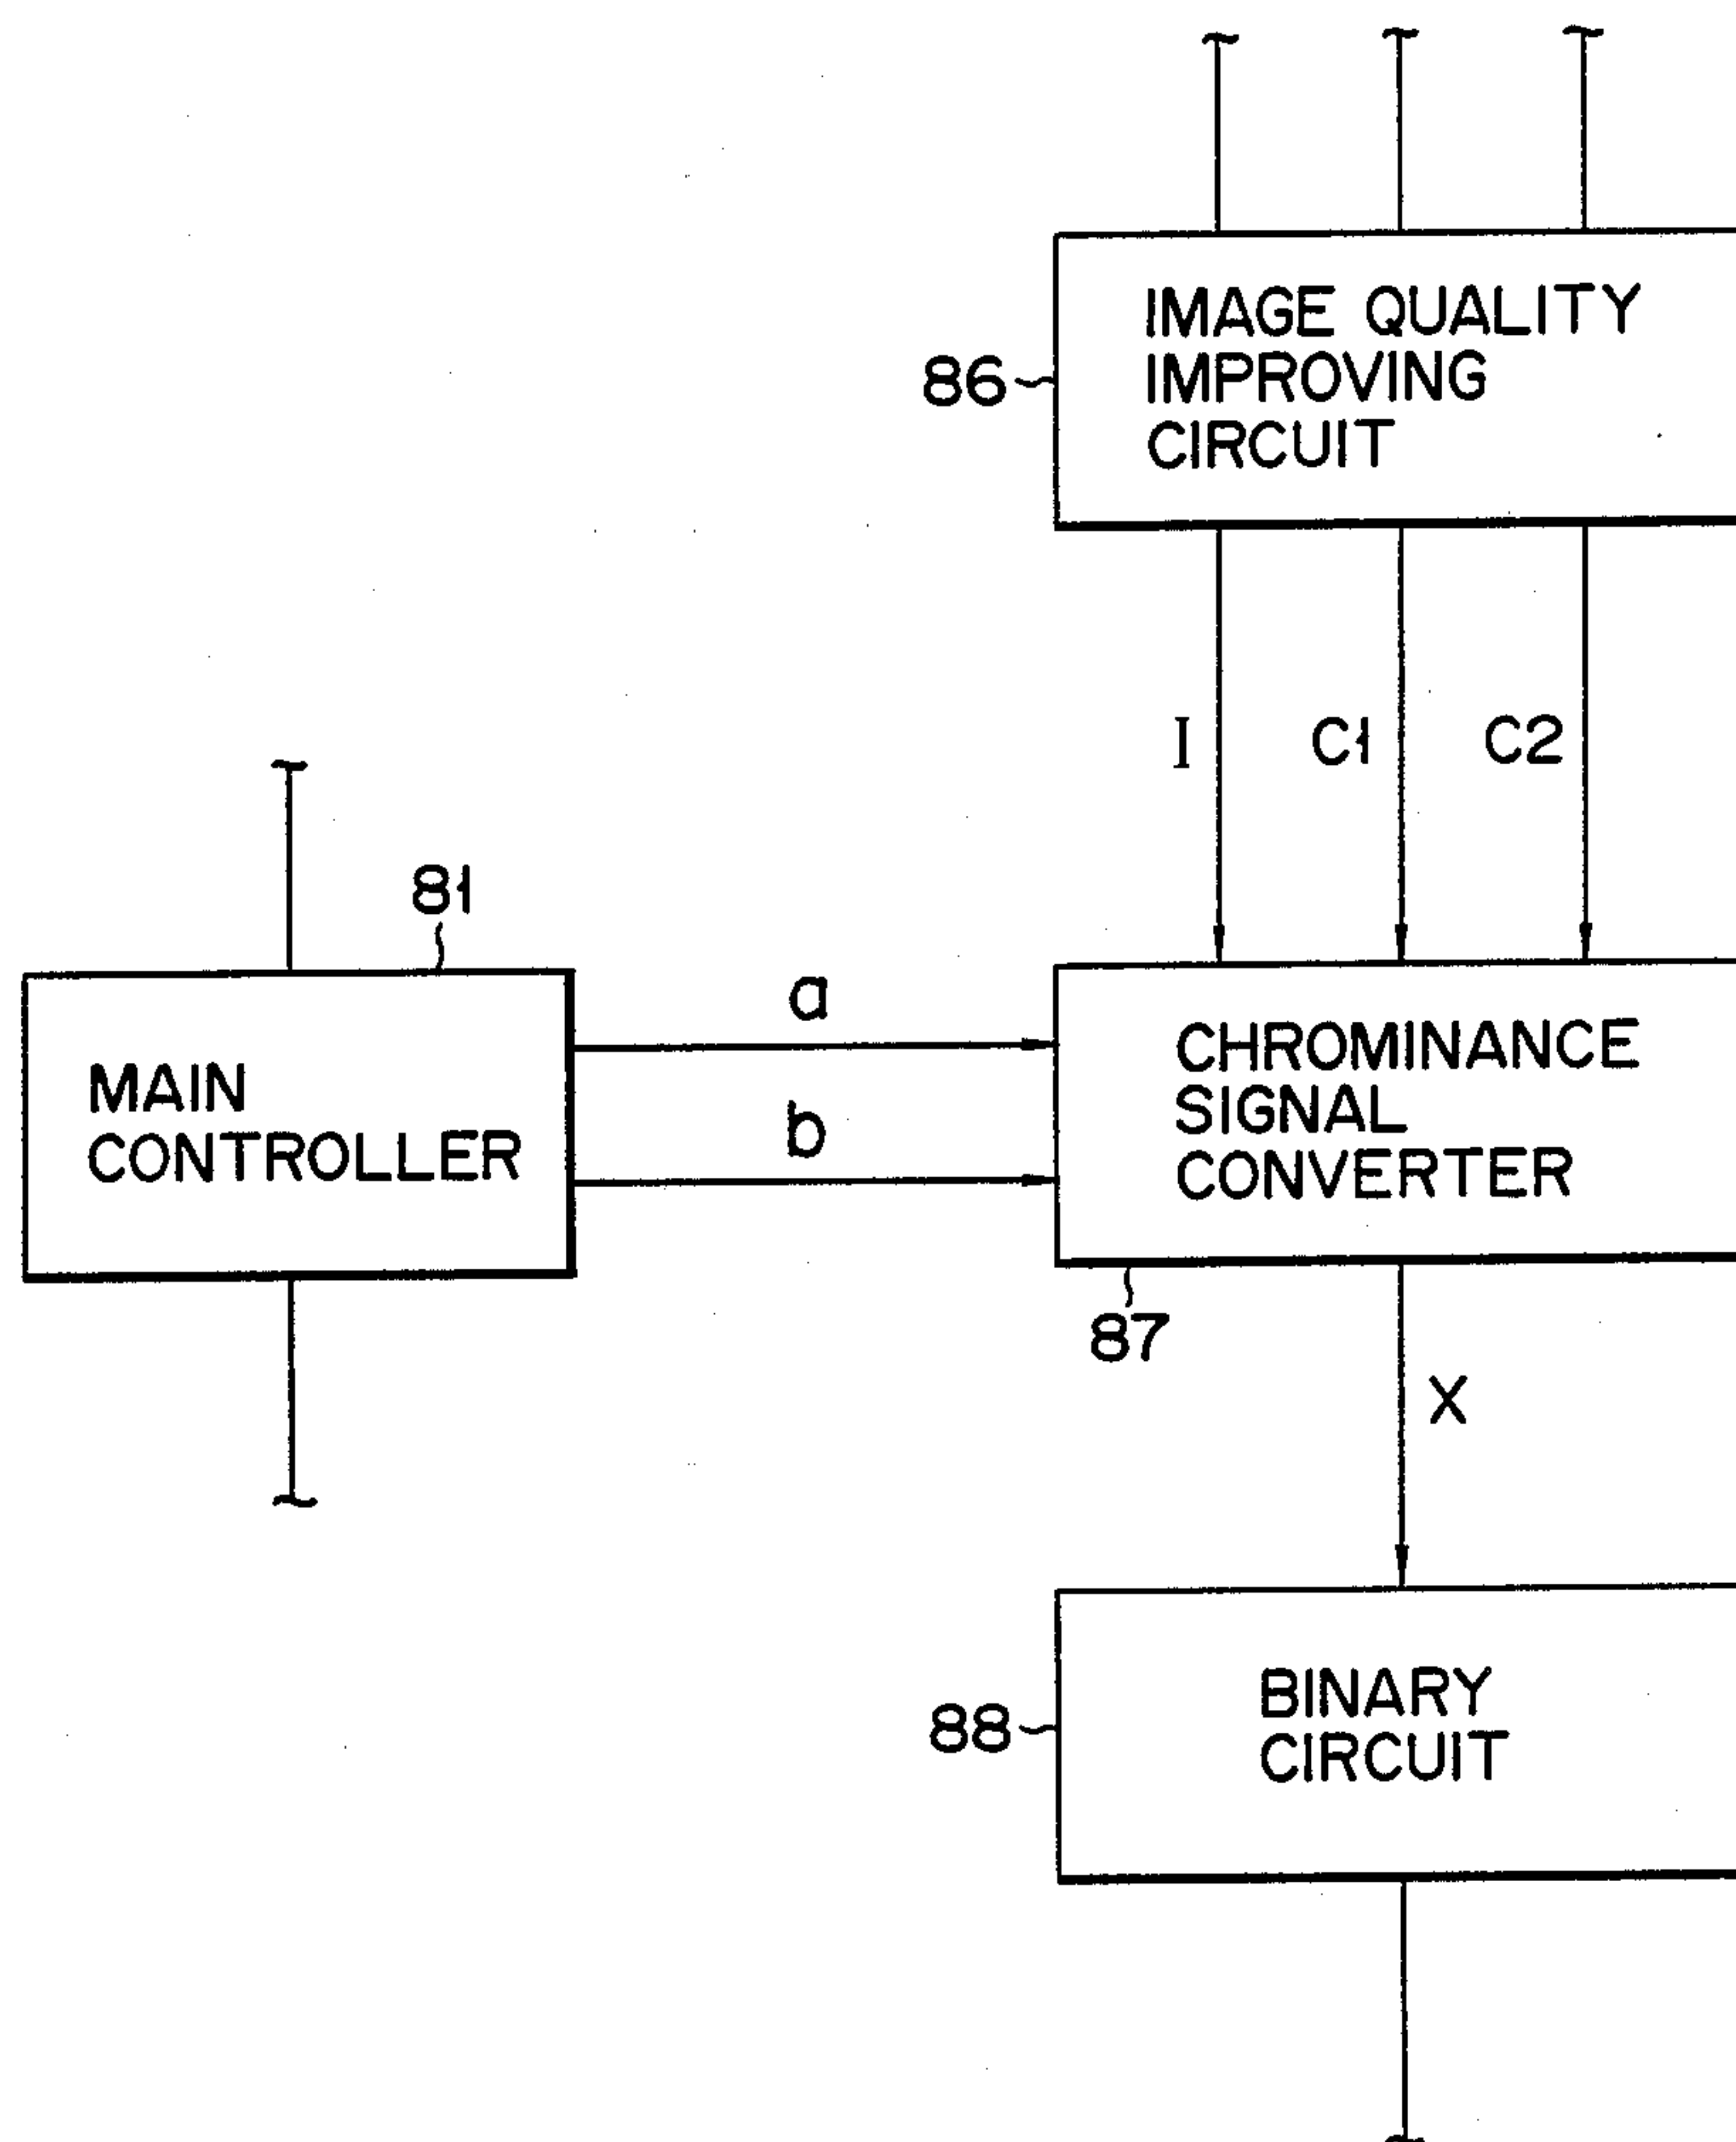 IMAGE QUALITY
IMPROVING
CIRCUIT
86
I
C1
C2
81
MAIN
CONTROLLER
a
b
CHROMINANCE
SIGNAL
CONVERTER
87
X
88
BINARY
CIRCUIT